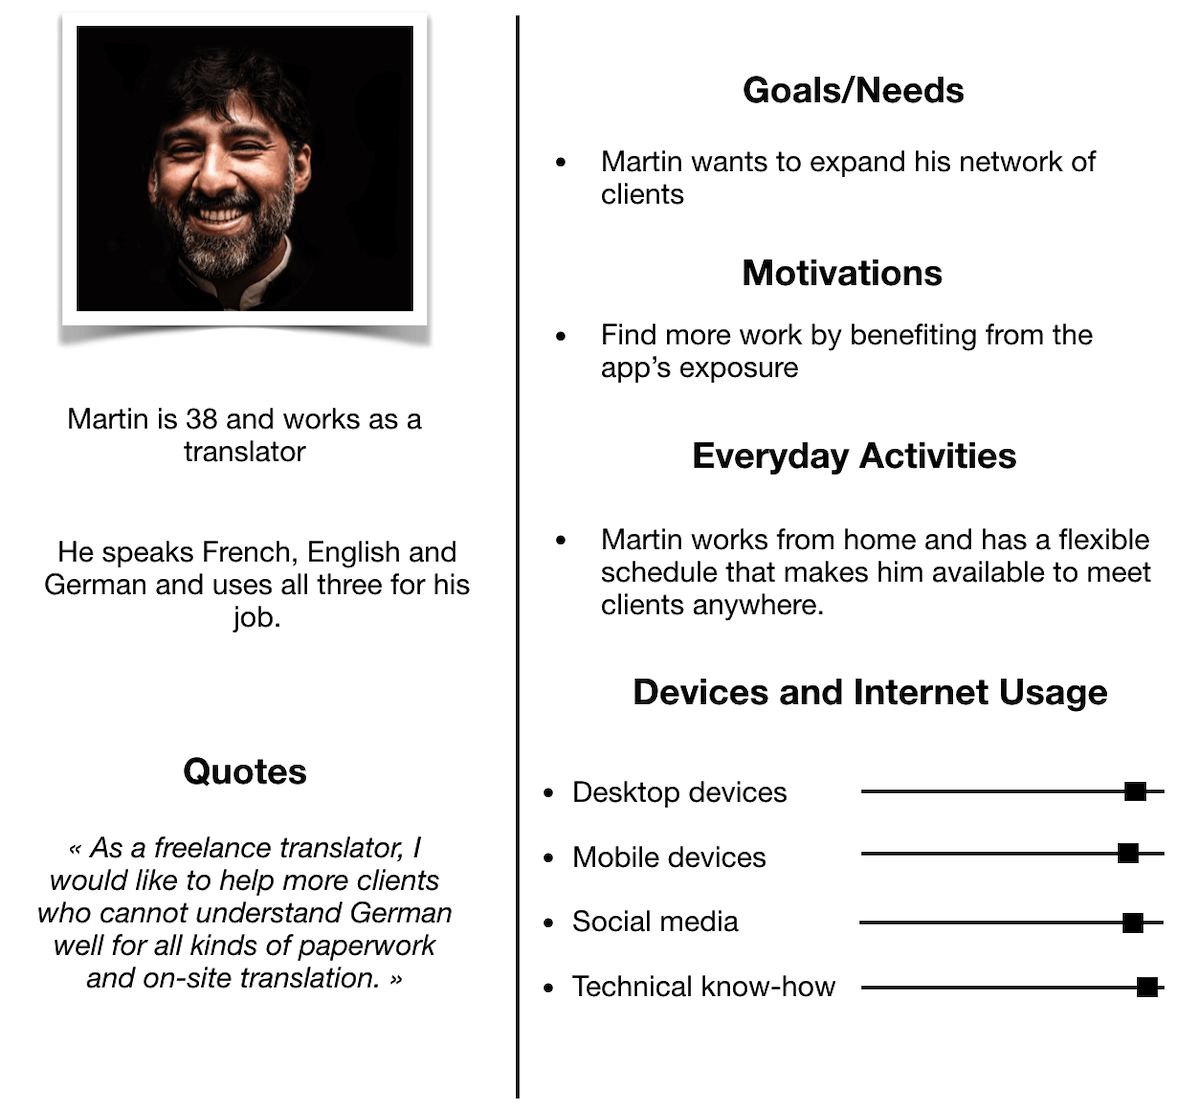 Martin is 38 and works as a
translator
He speaks French, English and
German and uses all three for his
job.
Quotes
« As a freelance translator, I
would like to help more clients
who cannot understand German
well for all kinds of paperwork
and on-site translation. »
Goals/Needs
• Martin wants to expand his network of
clients
Motivations
• Find more work by benefiting from the
app’s exposure
Everyday Activities
• Martin works from home and has a flexible
schedule that makes him available to meet
clients anywhere.
Devices and Internet Usage
• Desktop devices
• Mobile devices
• Social media
• Technical know-how